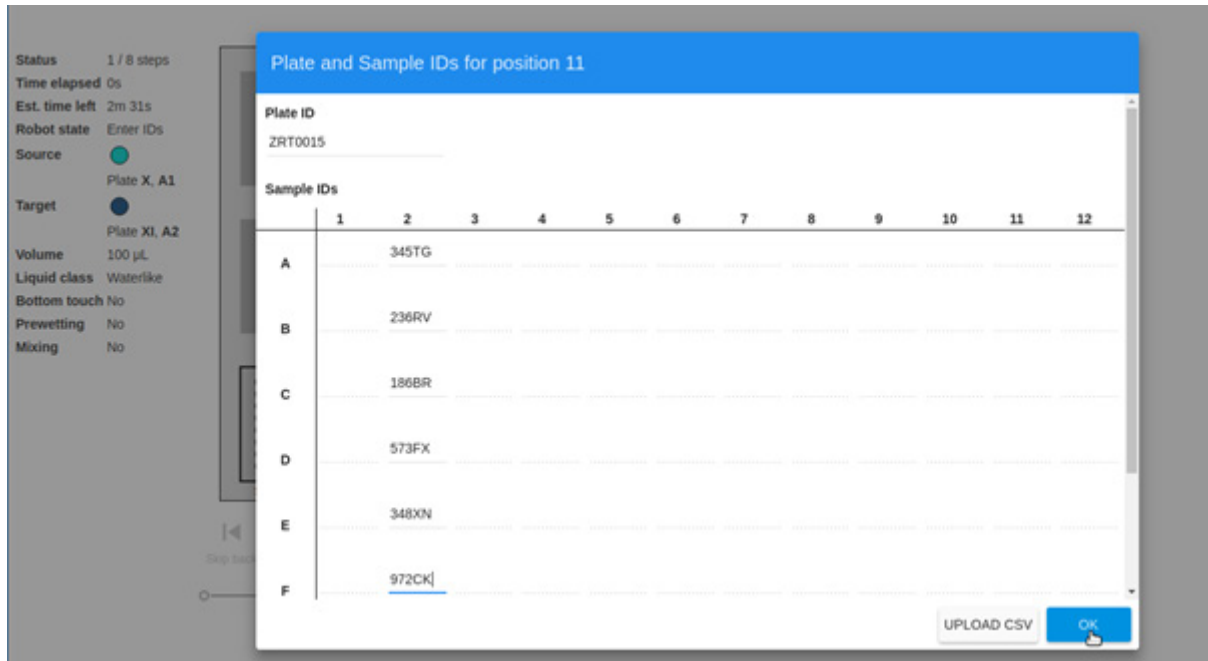 Plate and Sample IDs for position 11
Status 1 / 8 steps
Time elapsed 0s
Est. time left 2m 31s
Robot state Enter IDs
Source
Plate X, A1
Target
Plate XI, A2
Volume 100 µL
Liquid class Waterlike
Bottom touch No
Prewetting No
Mixing No
Plate ID
ZRT0015
Sample IDs
1 2 3 4 5 6 7 8 9 10 11 12
A 345TG
B 236RV
C 186BR
D 573FX
E 348XN
F 972CK
Skip back
UPLOAD CSV OK